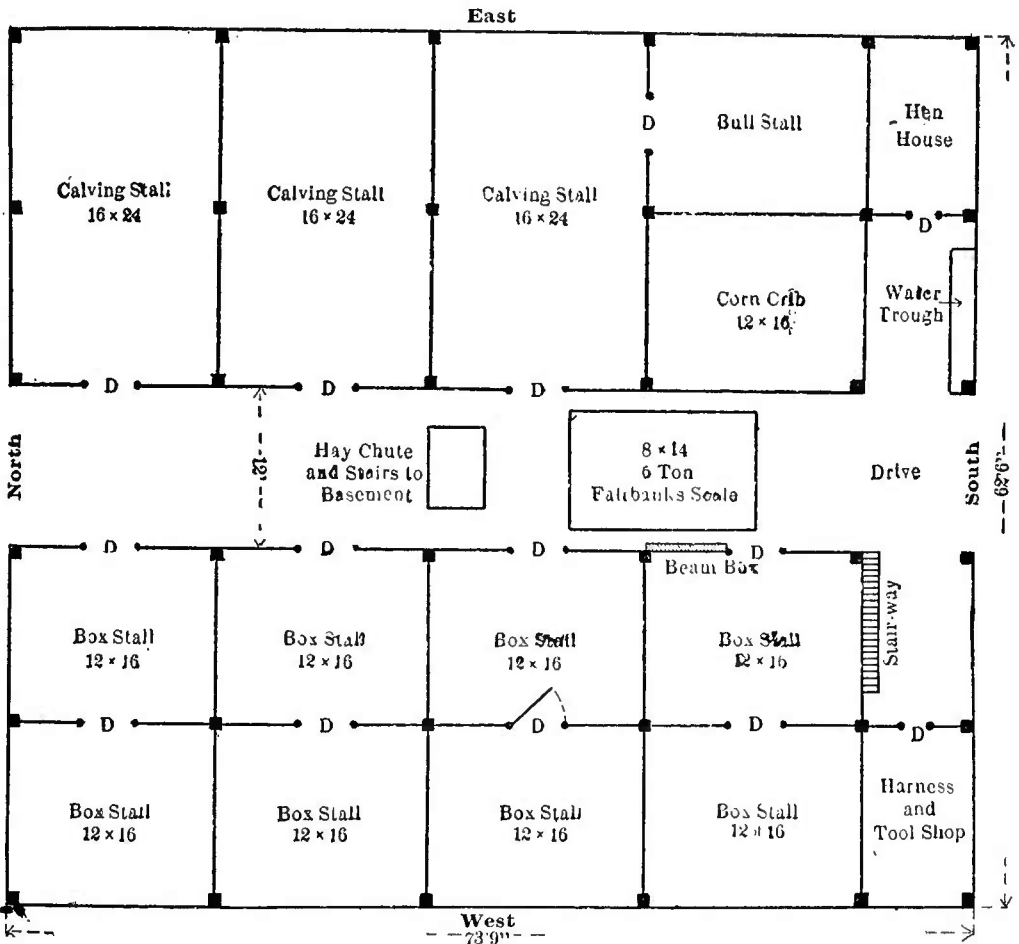 East
Bull Stall
Hen
House
D
Calving Stall
16 × 24
Calving Stall
16 × 24
Calving Stall
16 × 24
D
Corn Crib
12 × 16
Water
Trough
D
D
D
North
12'
Hay Chute
and Stairs to
Basement
8 × 14
6 Ton
Fairbanks Scale
Drive
South
62'6"
D
D
D
D
Beam Box
Stair-way
Box Stall
12 × 16
Box Stall
12 × 16
Box Stall
12 × 16
Box Stall
12 × 16
D
D
D
D
D
Box Stall
12 × 16
Box Stall
12 × 16
Box Stall
12 × 16
Box Stall
12 × 16
Harness
and
Tool Shop
West
73'9"